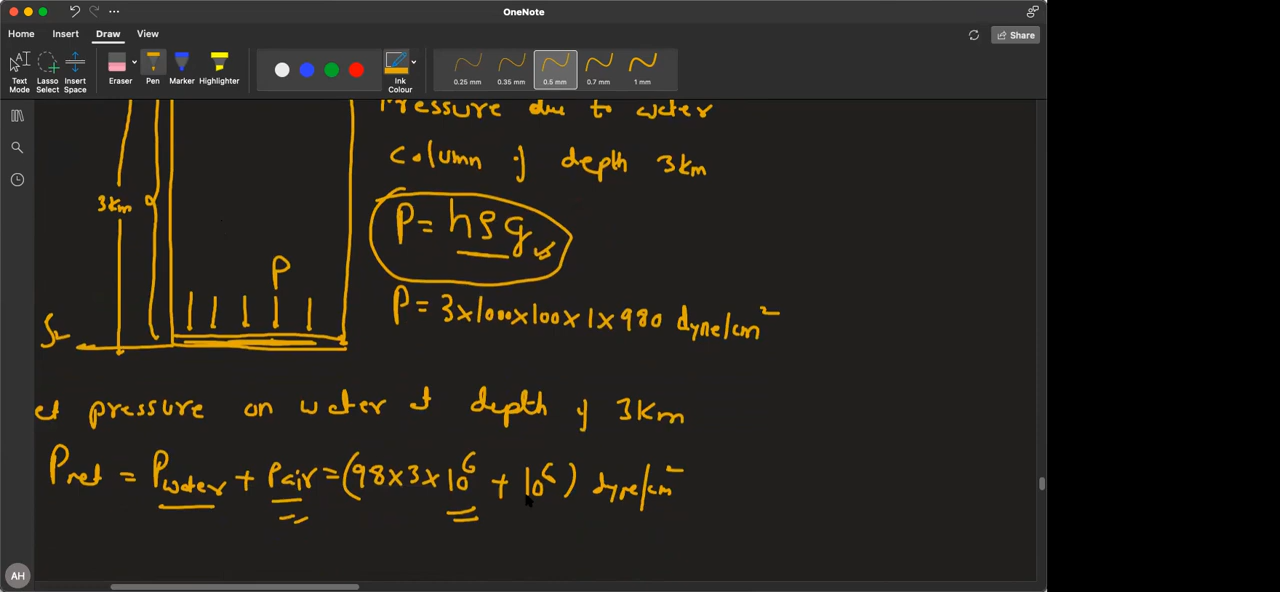 OneNote
Home Insert Draw View
Share
Text Mode
Lasso Select
Insert Space
Eraser
Pen
Marker
Highlighter
Ink Colour
0.25 mm 0.35 mm 0.5 mm 0.7 mm 1 mm
Pressure due to water
Column of depth 3km
3km
P = hρg
P
P = 3×1000×100×1×980 dyne/cm²
et pressure on water at depth of 3Km
Pnet = Pwater + Pair = (98×3×10⁶ + 10⁶) dyne/cm²
AH